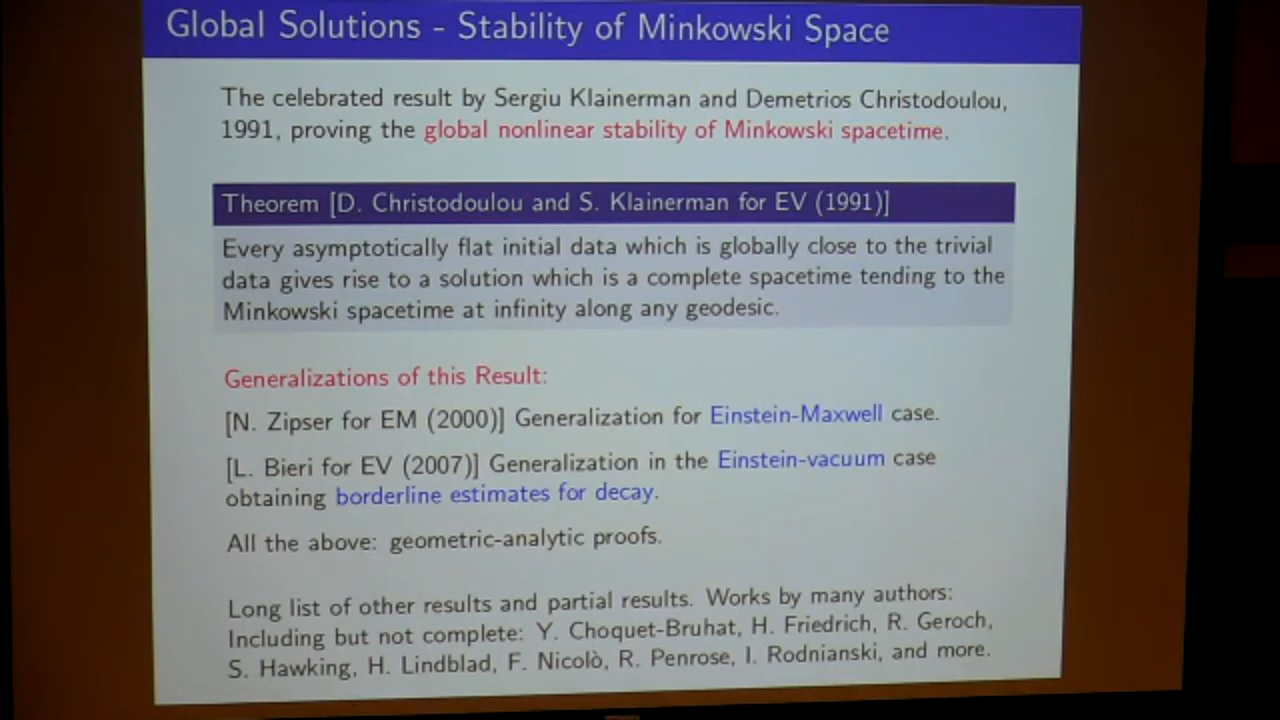 Global Solutions - Stability of Minkowski Space
The celebrated result by Sergiu Klainerman and Demetrios Christodoulou,
1991, proving the global nonlinear stability of Minkowski spacetime.
Theorem [D. Christodoulou and S. Klainerman for EV (1991)]
Every asymptotically flat initial data which is globally close to the trivial
data gives rise to a solution which is a complete spacetime tending to the
Minkowski spacetime at infinity along any geodesic.
Generalizations of this Result:
[N. Zipser for EM (2000)] Generalization for Einstein-Maxwell case.
[L. Bieri for EV (2007)] Generalization in the Einstein-vacuum case
obtaining borderline estimates for decay.
All the above: geometric-analytic proofs.
Long list of other results and partial results. Works by many authors:
Including but not complete: Y. Choquet-Bruhat, H. Friedrich, R. Geroch,
S. Hawking, H. Lindblad, F. Nicolò, R. Penrose, I. Rodnianski, and more.